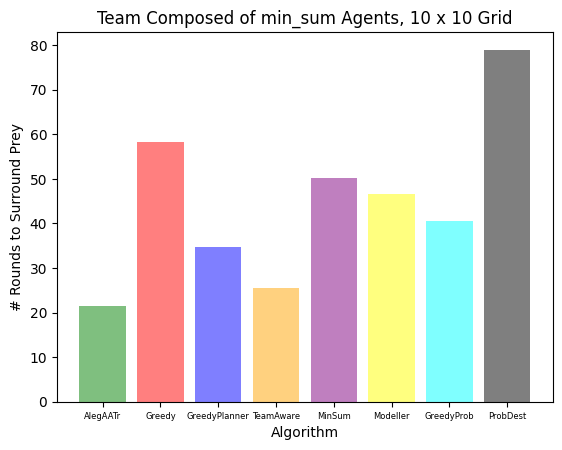 Team Composed of min_sum Agents, 10 x 10 Grid
# Rounds to Surround Prey
80
70
60
50
40
30
20
10
0
AlegAATr Greedy GreedyPlanner TeamAware MinSum Modeller GreedyProb ProbDest
Algorithm